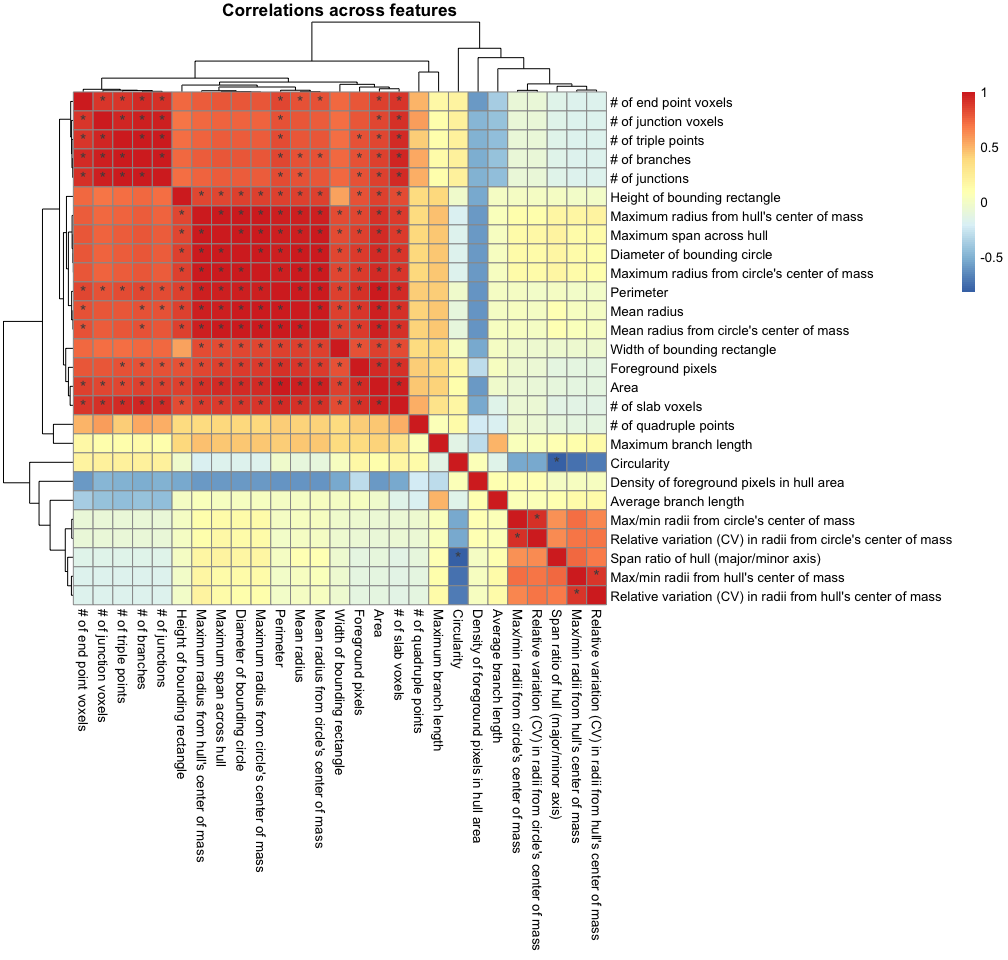 Correlations across features
# of end point voxels
# of junction voxels
# of triple points
# of branches
# of junctions
Height of bounding rectangle
Maximum radius from hull's center of mass
Maximum span across hull
Diameter of bounding circle
Maximum radius from circle's center of mass
Perimeter
Mean radius
Mean radius from circle's center of mass
Width of bounding rectangle
Foreground pixels
Area
# of slab voxels
# of quadruple points
Maximum branch length
Circularity
Density of foreground pixels in hull area
Average branch length
Max/min radii from circle's center of mass
Relative variation (CV) in radii from circle's center of mass
Span ratio of hull (major/minor axis)
Max/min radii from hull's center of mass
Relative variation (CV) in radii from hull's center of mass
1
0.5
0
-0.5
# of end point voxels
# of junction voxels
# of triple points
# of branches
# of junctions
Height of bounding rectangle
Maximum radius from hull's center of mass
Maximum span across hull
Diameter of bounding circle
Maximum radius from circle's center of mass
Perimeter
Mean radius
Mean radius from circle's center of mass
Width of bounding rectangle
Foreground pixels
Area
# of slab voxels
# of quadruple points
Maximum branch length
Circularity
Density of foreground pixels in hull area
Average branch length
Max/min radii from circle's center of mass
Relative variation (CV) in radii from circle's center of mass
Span ratio of hull (major/minor axis)
Max/min radii from hull's center of mass
Relative variation (CV) in radii from hull's center of mass